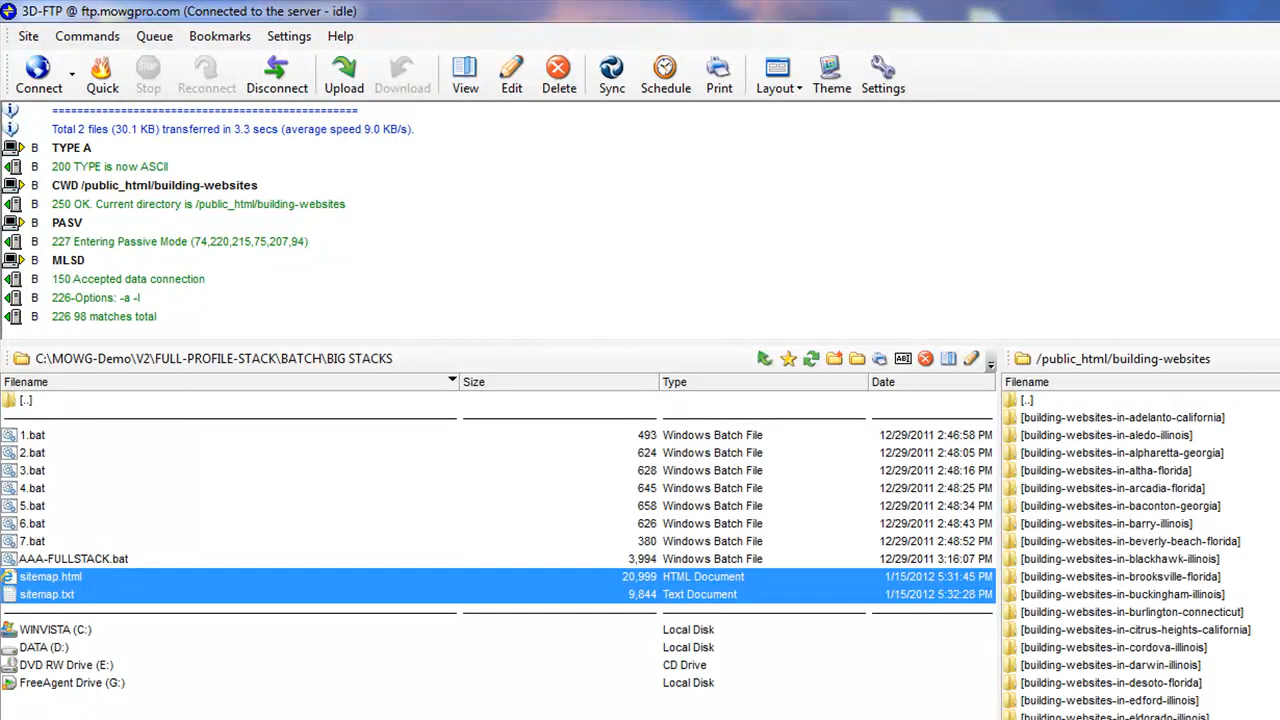 3D-FTP @ ftp.mowgpro.com (Connected to the server - idle)
Site Commands Queue Bookmarks Settings Help
Connect Quick Stop Reconnect Disconnect Upload Download View Edit Delete Sync Schedule Print Layout Theme Settings
=============================================
Total 2 files (30.1 KB) transferred in 3.3 secs (average speed 9.0 KB/s).
B TYPE A
B 200 TYPE is now ASCII
B CWD /public_html/building-websites
B 250 OK. Current directory is /public_html/building-websites
B PASV
B 227 Entering Passive Mode (74,220,215,75,207,94)
B MLSD
B 150 Accepted data connection
B 226-Options: -a -l
B 226 98 matches total
C:\MOWG-Demo\V2\FULL-PROFILE-STACK\BATCH\BIG STACKS ABI /public_html/building-websites
Filename Size Type Date Filename
[..] [..]
[building-websites-in-adelanto-california]
1.bat 493 Windows Batch File 12/29/2011 2:46:58 PM [building-websites-in-aledo-illinois]
2.bat 624 Windows Batch File 12/29/2011 2:48:05 PM [building-websites-in-alpharetta-georgia]
3.bat 628 Windows Batch File 12/29/2011 2:48:16 PM [building-websites-in-altha-florida]
4.bat 645 Windows Batch File 12/29/2011 2:48:25 PM [building-websites-in-arcadia-florida]
5.bat 658 Windows Batch File 12/29/2011 2:48:34 PM [building-websites-in-baconton-georgia]
6.bat 626 Windows Batch File 12/29/2011 2:48:43 PM [building-websites-in-barry-illinois]
7.bat 380 Windows Batch File 12/29/2011 2:48:52 PM [building-websites-in-beverly-beach-florida]
AAA-FULLSTACK.bat 3,994 Windows Batch File 12/29/2011 3:16:07 PM [building-websites-in-blackhawk-illinois]
sitemap.html 20,999 HTML Document 1/15/2012 5:31:45 PM [building-websites-in-brooksville-florida]
sitemap.txt 9,844 Text Document 1/15/2012 5:32:28 PM [building-websites-in-buckingham-illinois]
[building-websites-in-burlington-connecticut]
WINVISTA (C:) Local Disk [building-websites-in-citrus-heights-california]
DATA (D:) Local Disk [building-websites-in-cordova-illinois]
DVD RW Drive (E:) CD Drive [building-websites-in-darwin-illinois]
FreeAgent Drive (G:) Local Disk [building-websites-in-desoto-florida]
[building-websites-in-edford-illinois]
[building-websites-in-eldorado-illinois]